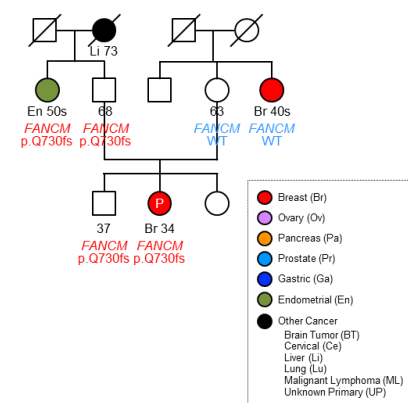 Li 73
En 50s
68
63
Br 40s
FANCM
p.Q730fs
FANCM
p.Q730fs
FANCM
WT
FANCM
WT
P
37
Br 34
FANCM
p.Q730fs
FANCM
p.Q730fs
Breast (Br)
Ovary (Ov)
Pancreas (Pa)
Prostate (Pr)
Gastric (Ga)
Endometrial (En)
Other Cancer
Brain Tumor (BT)
Cervical (Ce)
Liver (Li)
Lung (Lu)
Malignant Lymphoma (ML)
Unknown Primary (UP)